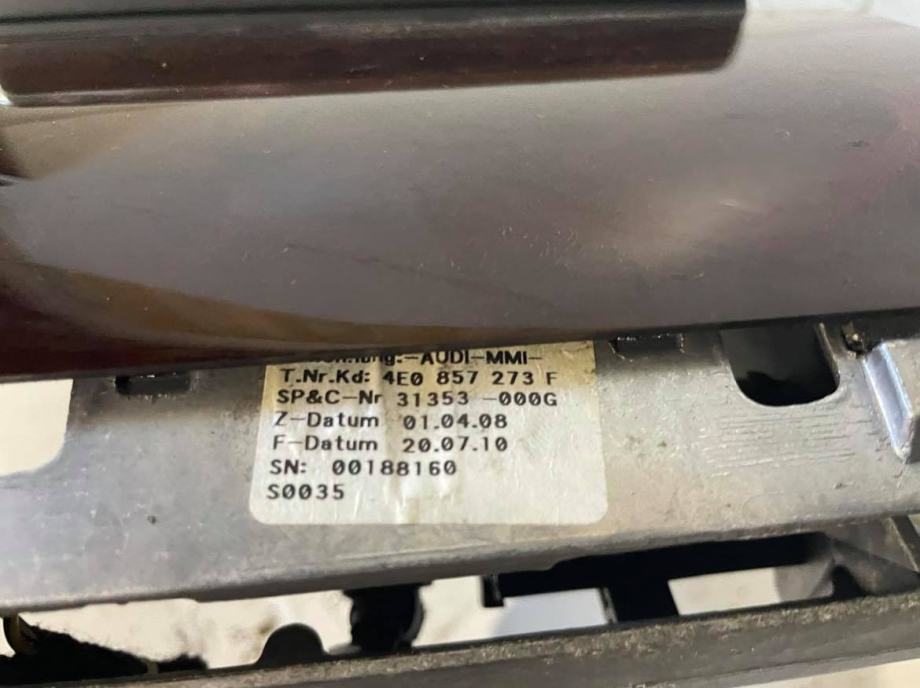 -AUDI-MMI-
T.Nr.Kd: 4E0 857 273 F
SP&C-Nr 31353 -000G
Z-Datum 01.04.08
F-Datum 20.07.10
SN: 00188160
S0035